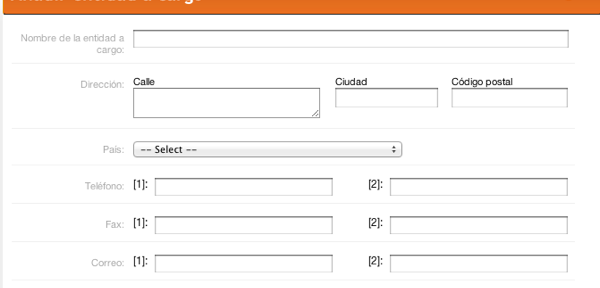 Nombre de la entidad a
cargo:
Dirección: Calle Ciudad Código postal
País: -- Select --
Teléfono: [1]: [2]:
Fax: [1]: [2]:
Correo: [1]: [2]: